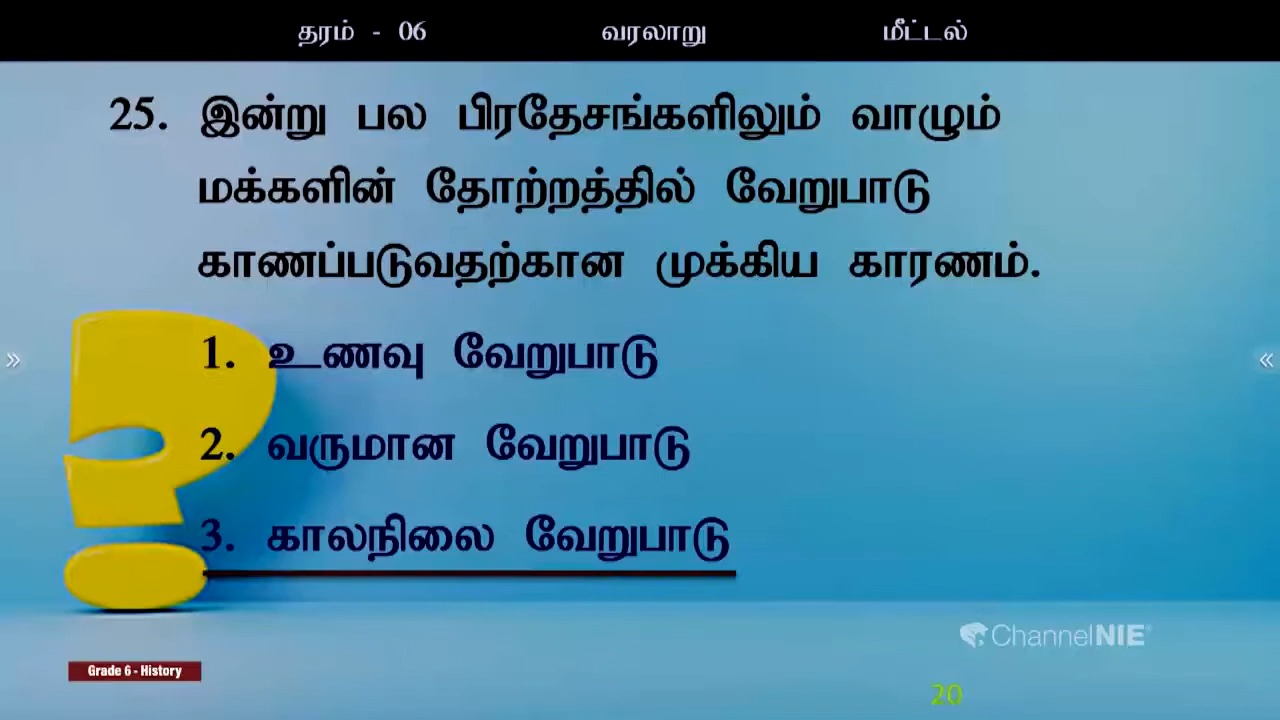 தரம் - 06 வரலாறு மீட்டல்
25. இன்று பல பிரதேசங்களிலும் வாழும்
மக்களின் தோற்றத்தில் வேறுபாடு
காணப்படுவதற்கான முக்கிய காரணம்.
1. உணவு வேறுபாடு
2. வருமான வேறுபாடு
3. காலநிலை வேறுபாடு
ChannelNIE
Grade 6 - History
20